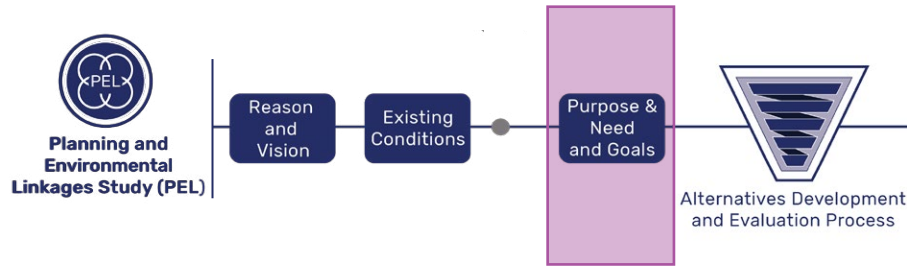 PEL
Planning and
Environmental
Linkages Study (PEL)
Reason
and
Vision
Existing
Conditions
Purpose &
Need
and Goals
Alternatives Development
and Evaluation Process